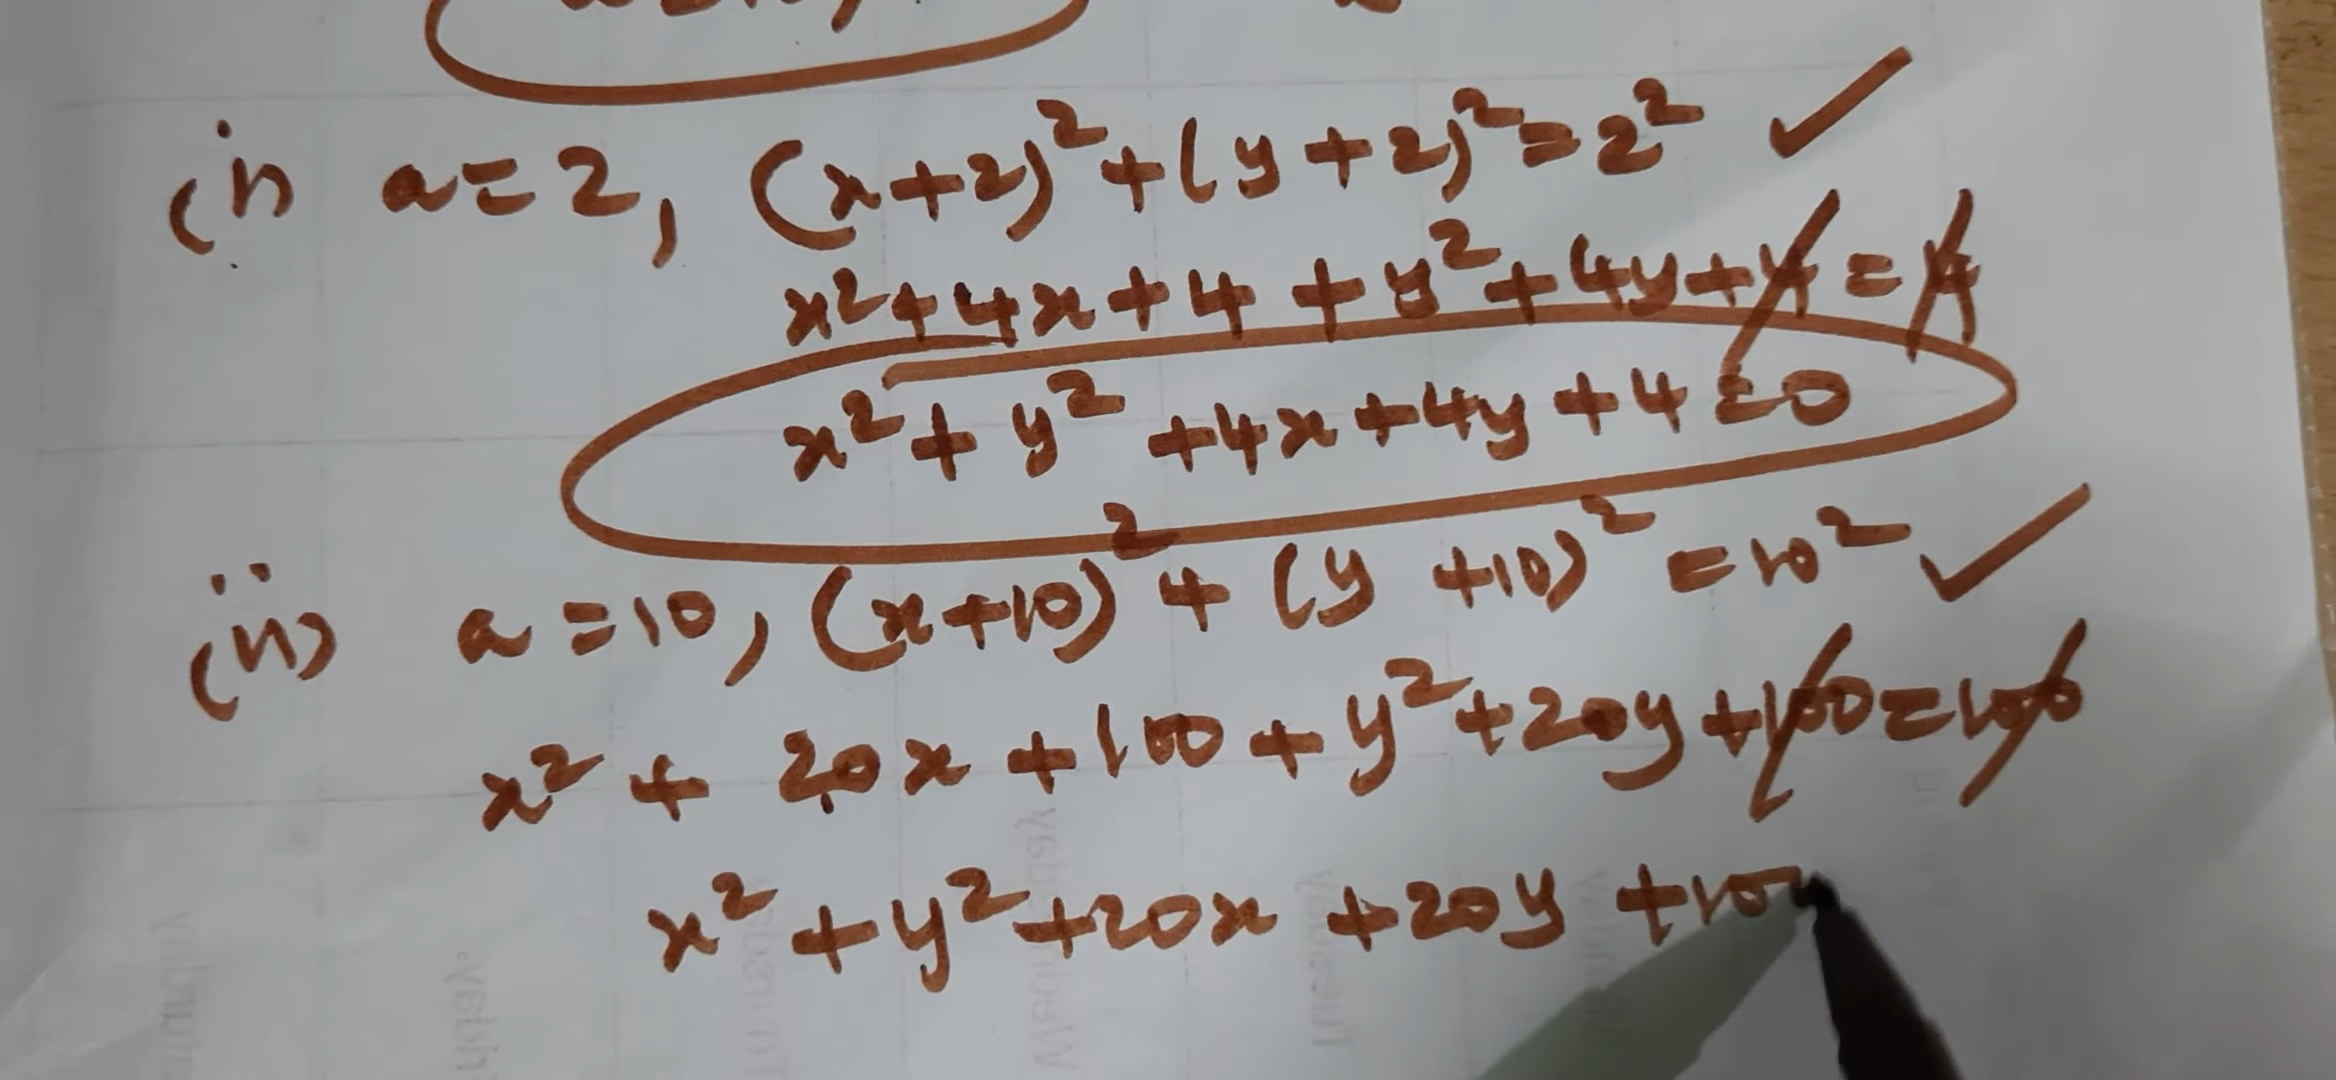 (i) a=2, (x+2)²+(y+2)²=2² ✓
x²+4x+4+y²+4y+4=4
x²+y²+4x+4y+4=0
(ii) a=10, (x+10)²+(y+10)²=10² ✓
x²+20x+100+y²+20y+100=100
x²+y²+20x+20y+100